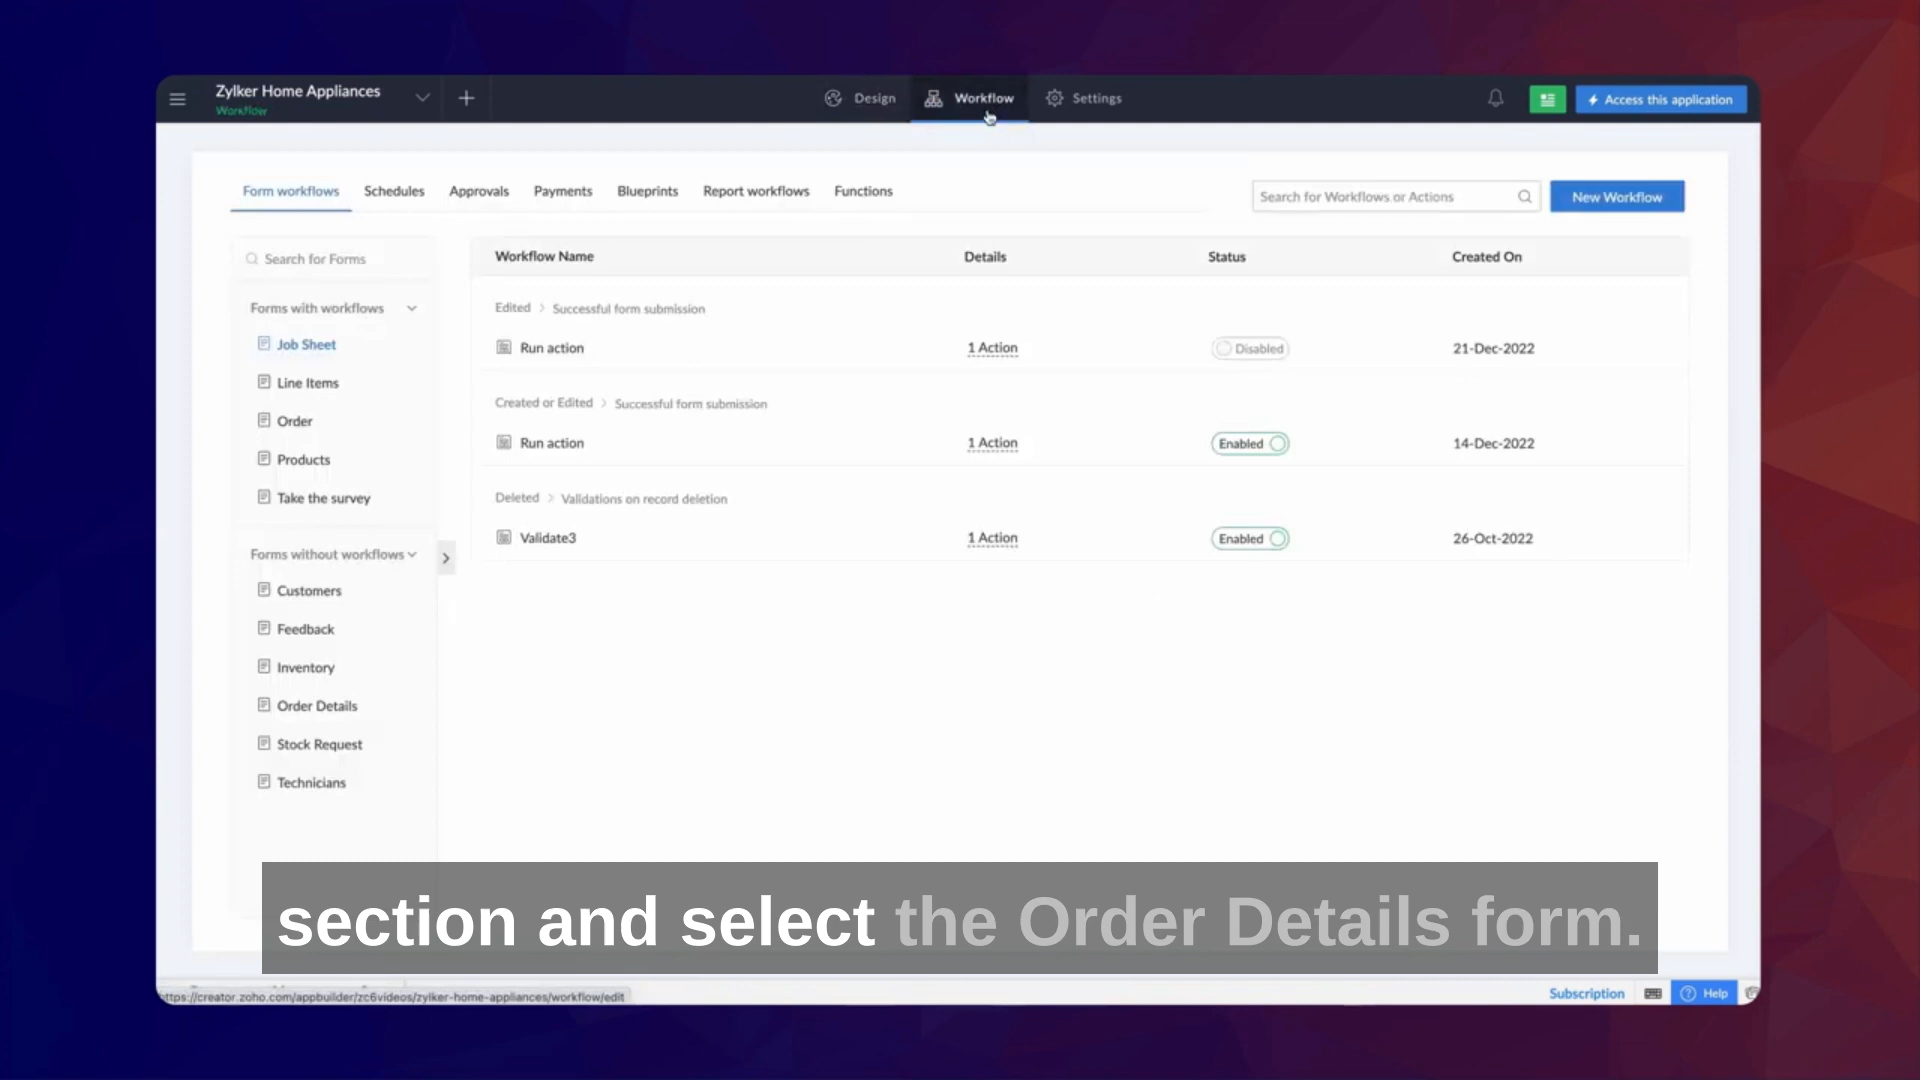 Zylker Home Appliances
Workflow
Design
Workflow
Settings
Access this application
Form workflows
Schedules
Approvals
Payments
Blueprints
Report workflows
Functions
Search for Workflows or Actions
New Workflow
Search for Forms
Forms with workflows
Job Sheet
Line Items
Order
Products
Take the survey
Forms without workflows
Customers
Feedback
Inventory
Order Details
Stock Request
Technicians
Workflow Name Details Status Created On
Edited > Successful form submission
Run action 1 Action Disabled 21-Dec-2022
Created or Edited > Successful form submission
Run action 1 Action Enabled 14-Dec-2022
Deleted > Validations on record deletion
Validate3 1 Action Enabled 26-Oct-2022
section and select the Order Details form.
ttps://creator.zoho.com/appbuilder/zc6videos/zylker-home-appliances/workflow/edit
Subscription
Help